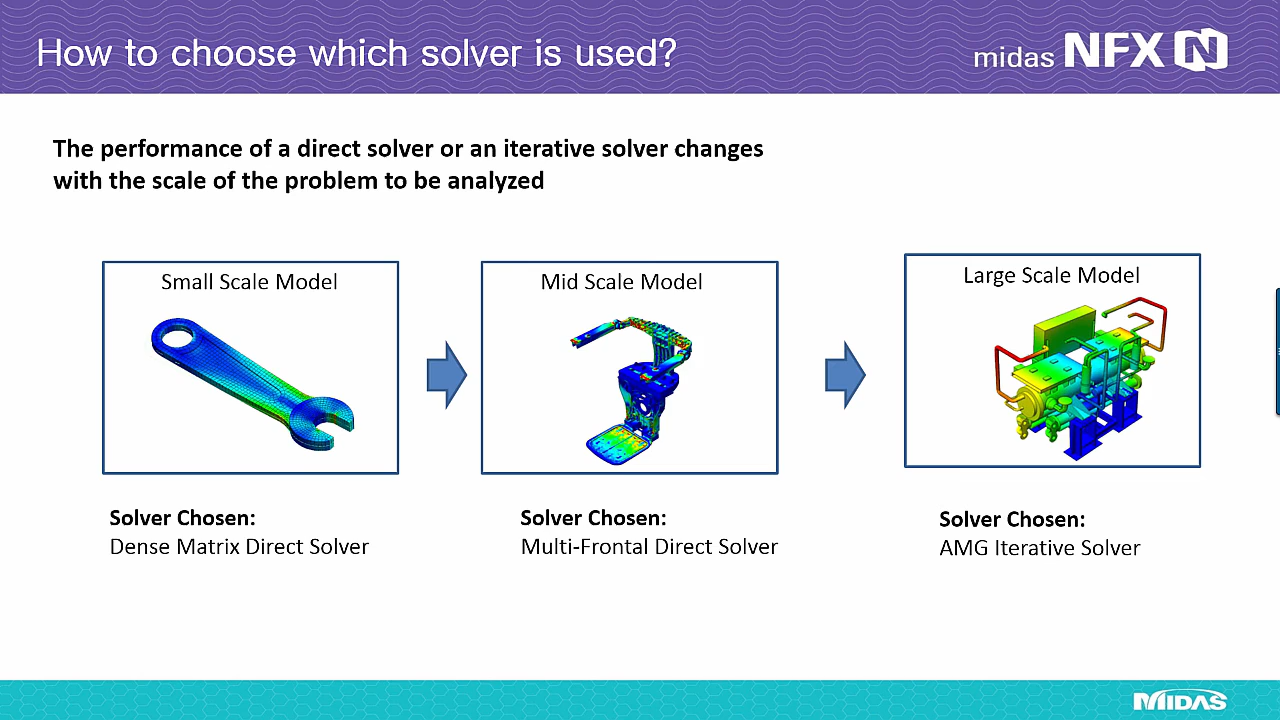 How to choose which solver is used?
midas NFX
The performance of a direct solver or an iterative solver changes
with the scale of the problem to be analyzed
Small Scale Model
Mid Scale Model
Large Scale Model
Solver Chosen:
Dense Matrix Direct Solver
Solver Chosen:
Multi-Frontal Direct Solver
Solver Chosen:
AMG Iterative Solver
MIDAS